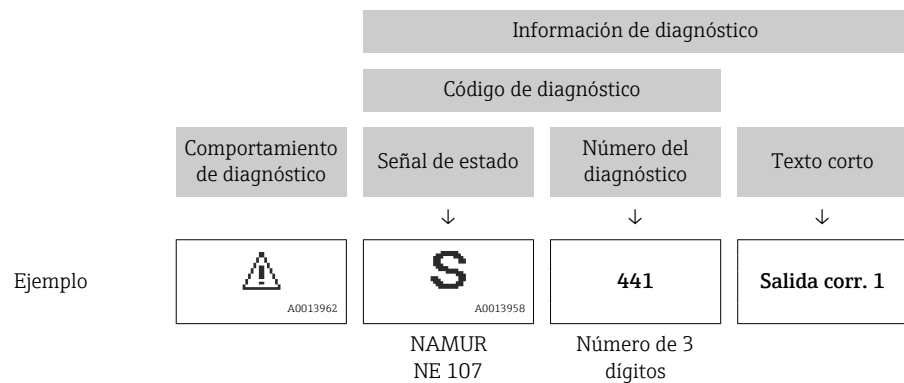 Información de diagnóstico
Código de diagnóstico
Comportamiento
de diagnóstico
Señal de estado
Número del
diagnóstico
Texto corto
↓
↓
↓
Ejemplo
A0013962
S
A0013958
441
Salida corr. 1
NAMUR
NE 107
Número de 3
dígitos